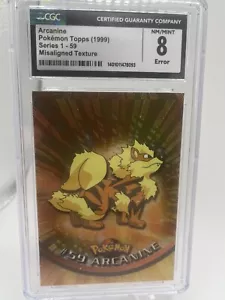 CGC
CERTIFIED GUARANTY COMPANY
Arcanine
Pokémon Topps (1999)
Series 1 - 59
Misaligned Texture
NM/MINT
8
Error
Pokémon
59 ARCANINE